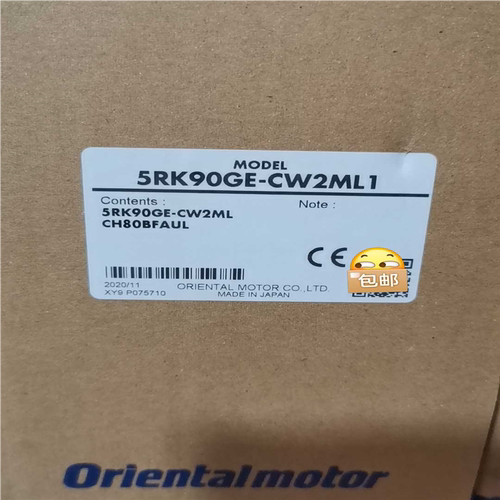 MODEL
5RK90GE-CW2ML1
Contents : Note :
5RK90GE-CW2ML
CH80BFAUL
CE
包邮
2020/11 ORIENTAL MOTOR CO.,LTD.
XY9 P075710 MADE IN JAPAN
Orientalmotor